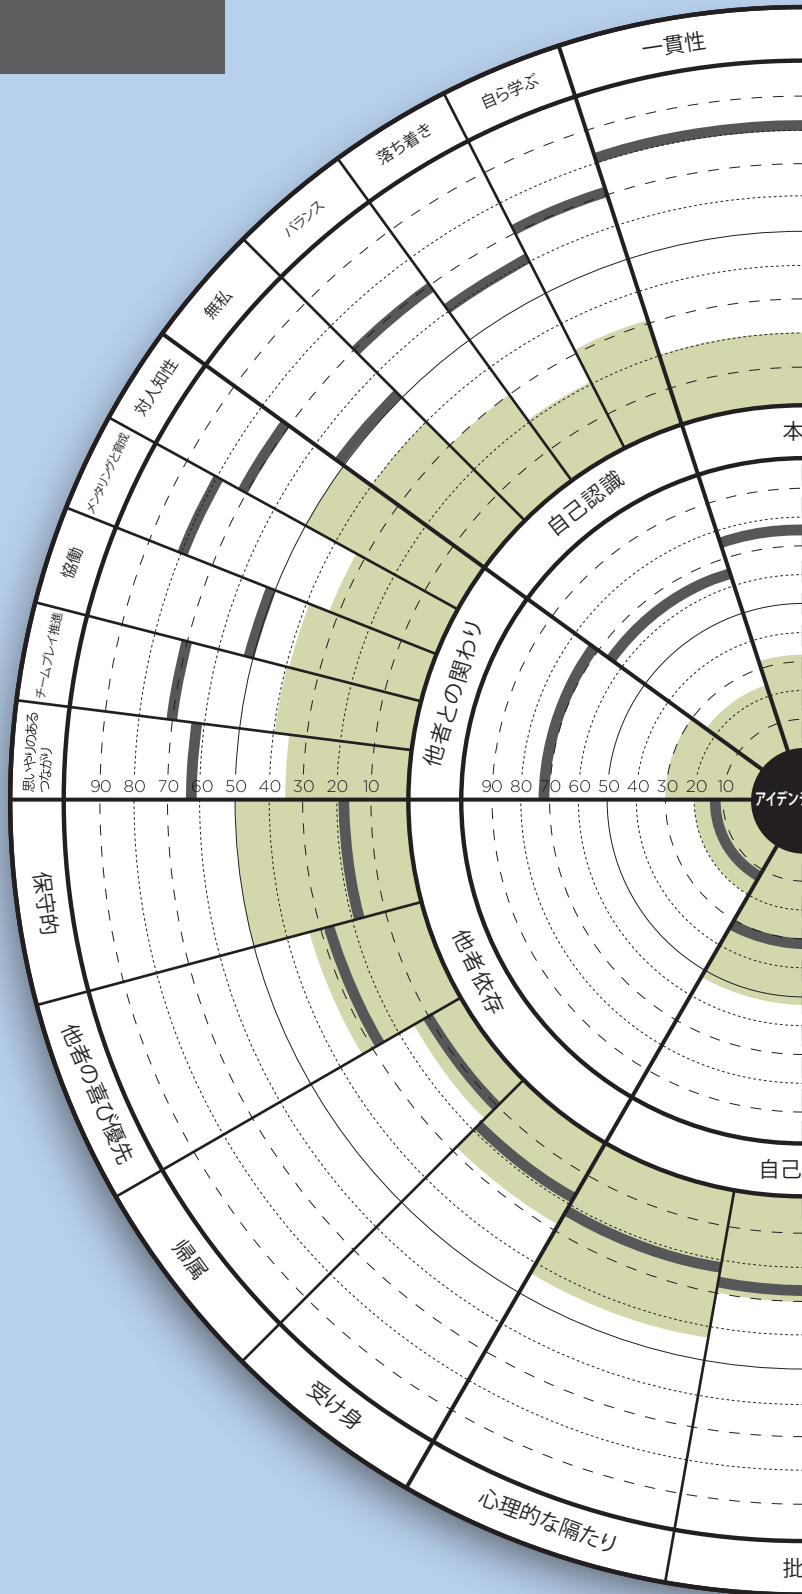 一貫性
自ら学ぶ
落ち着き
バランス
無私
対人知性
メンタリングと育成
協働
チームプレイ推進
思いやりのある
つながり
本
自己認識
他者との関わり
90 80 70 60 50 40 30 20 10
90 80 70 60 50 40 30 20 10
アイデン
保守的
他者依存
他者の喜び優先
帰属
受け身
自己
心理的な隔たり
批